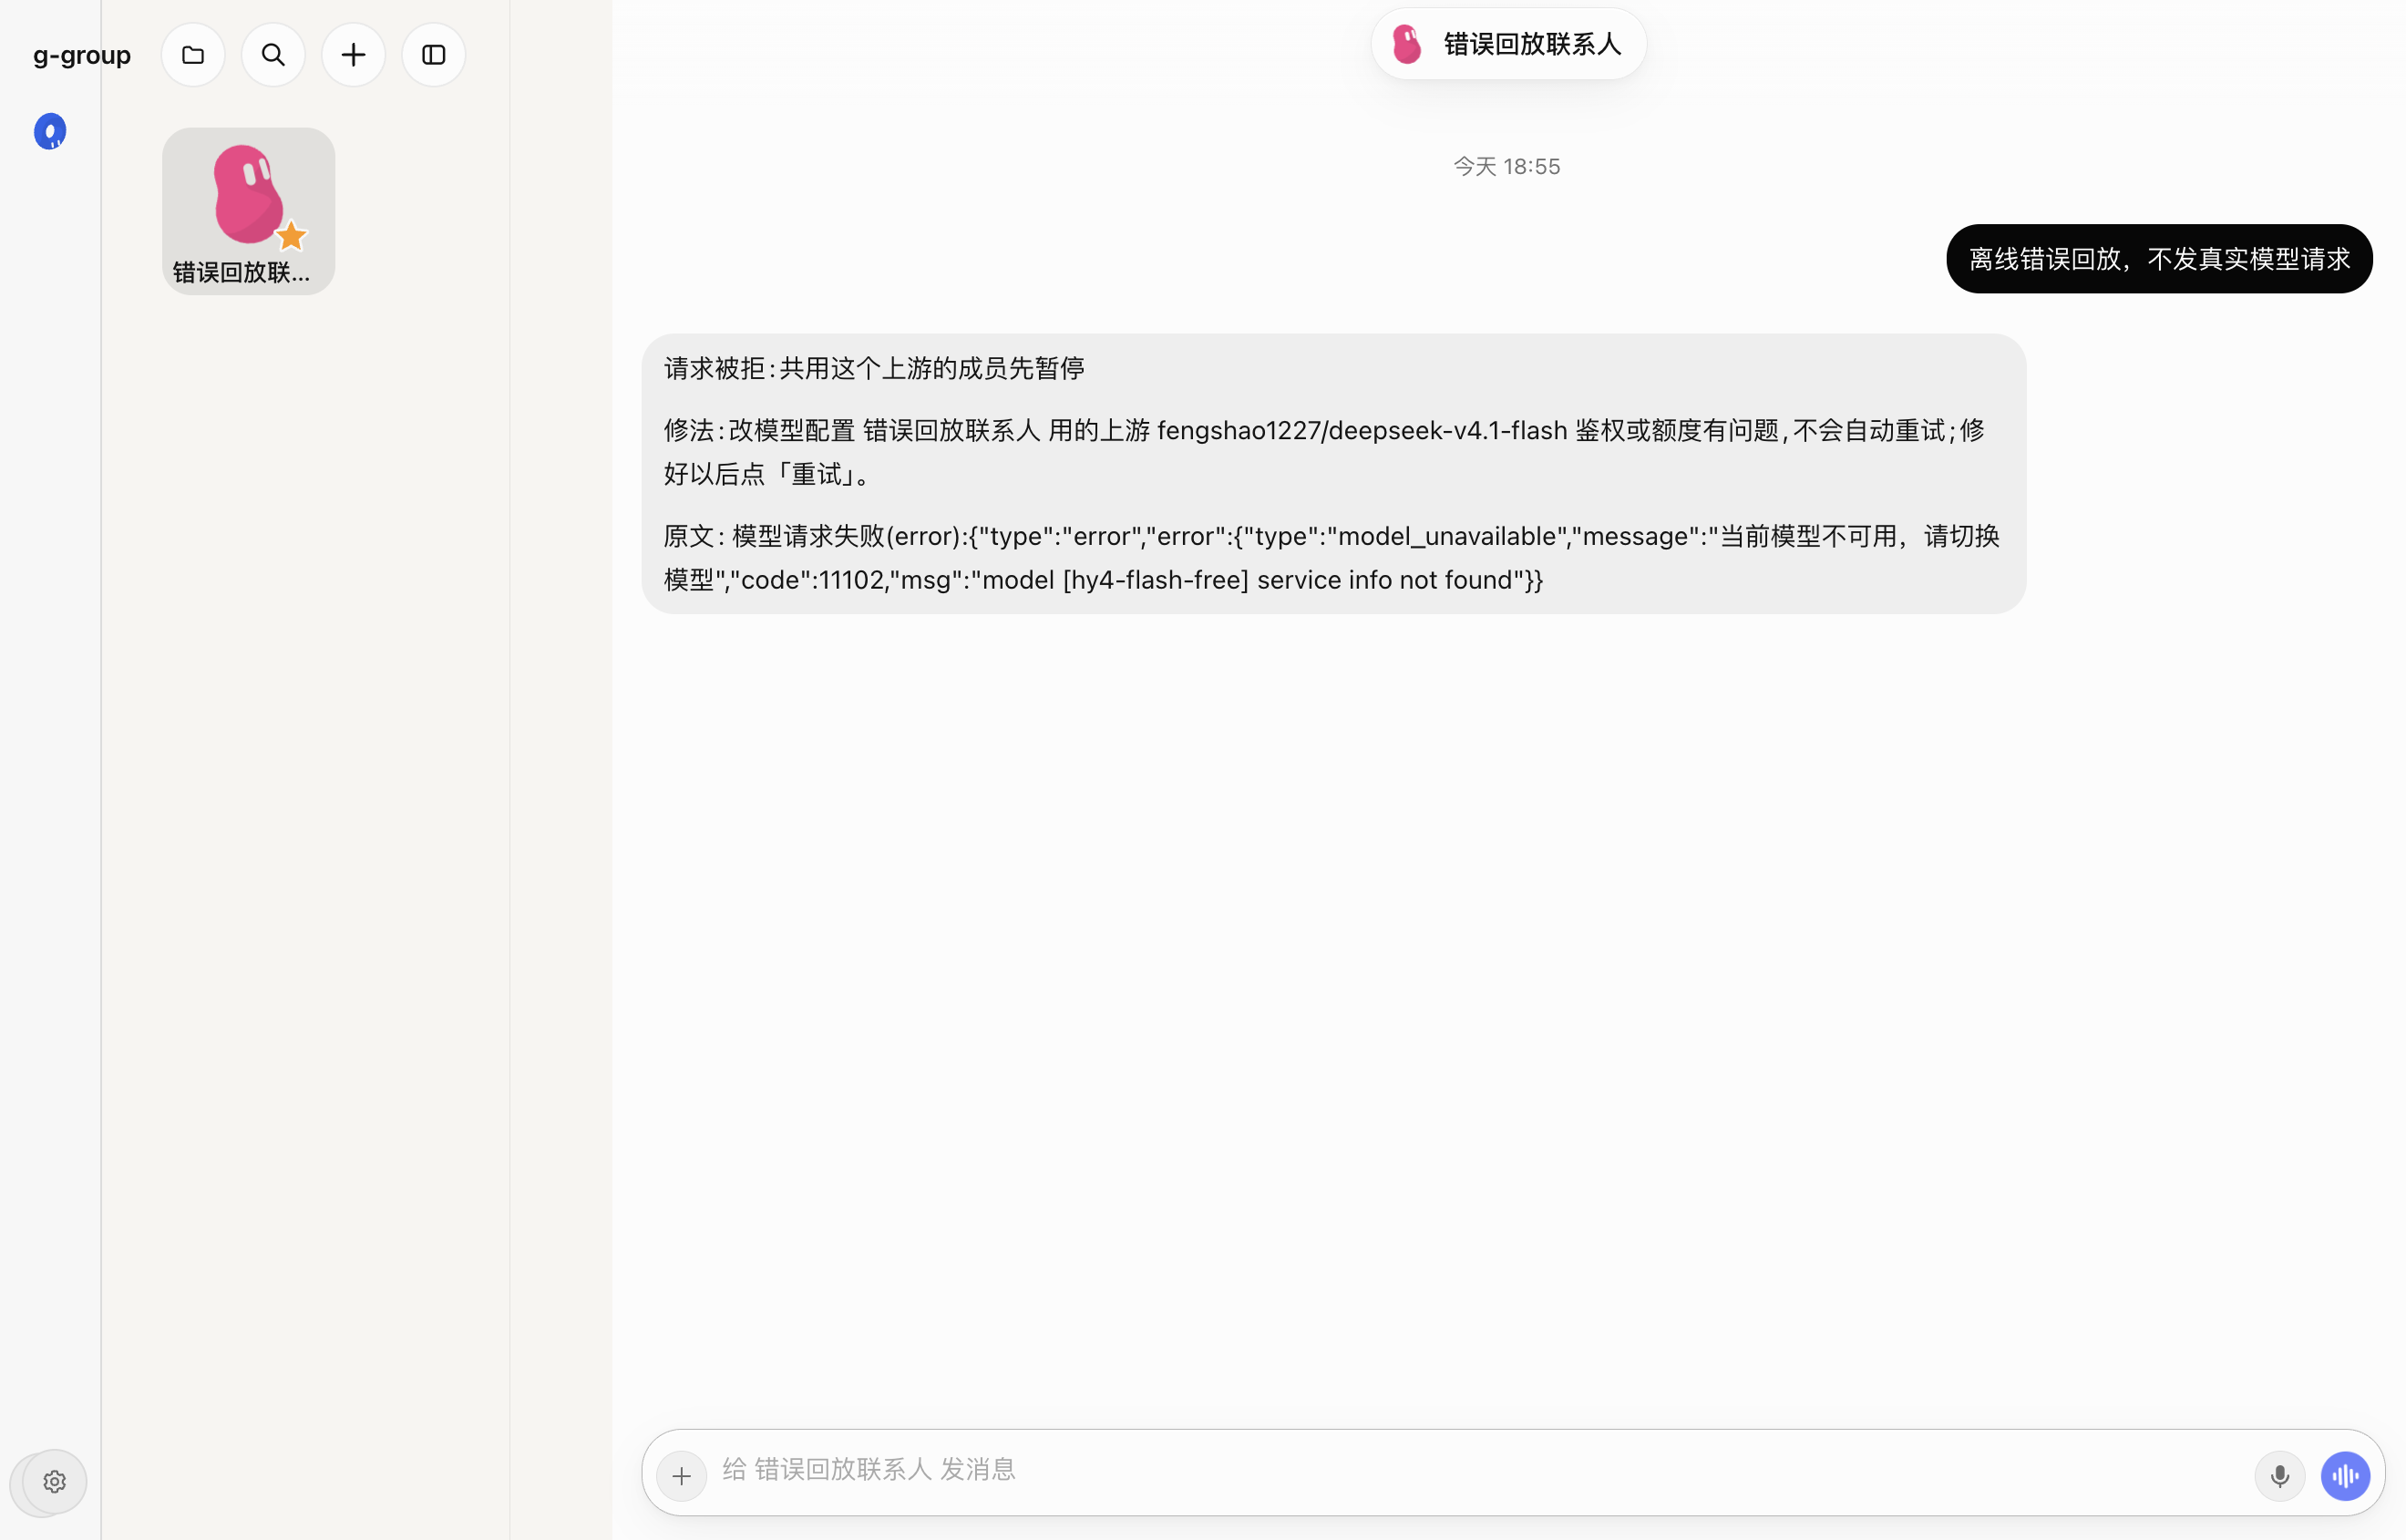 g-group
错误回放联系人
错误回放联...
今天 18:55
离线错误回放，不发真实模型请求
请求被拒:共用这个上游的成员先暂停
修法:改模型配置 错误回放联系人 用的上游 fengshao1227/deepseek-v4.1-flash 鉴权或额度有问题,不会自动重试;修
好以后点「重试」。
原文: 模型请求失败(error):{"type":"error","error":{"type":"model_unavailable","message":"当前模型不可用，请切换
模型","code":11102,"msg":"model [hy4-flash-free] service info not found"}}
给 错误回放联系人 发消息